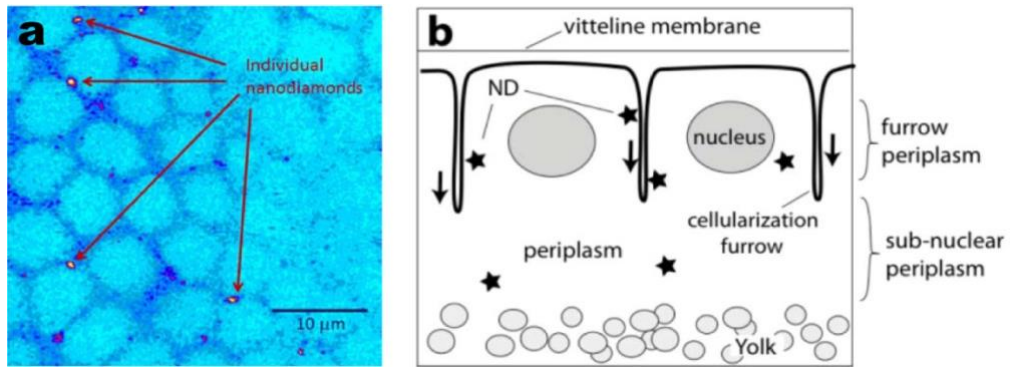 a
Individual
nanodiamonds
10 µm
b
vitteline membrane
ND
nucleus
furrow
periplasm
cellularization
furrow
periplasm
sub-nuclear
periplasm
Yolk